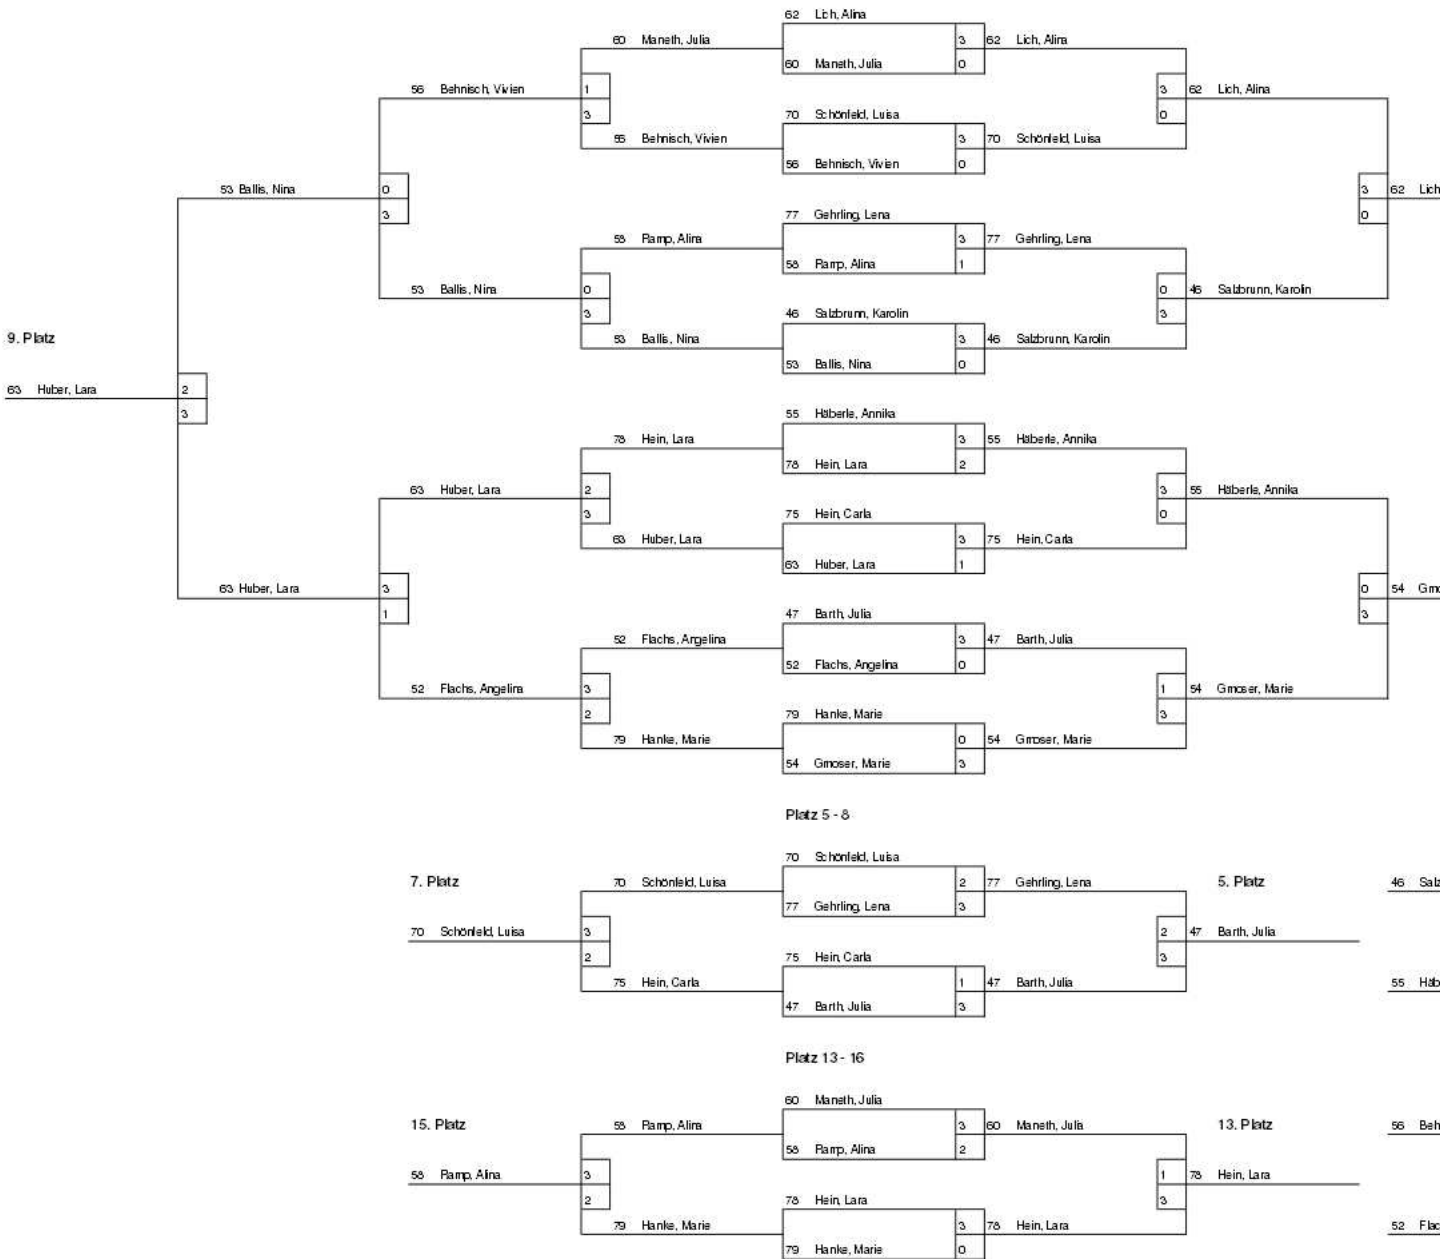 62 Lich, Alina
60 Maneth, Julia 3 62 Lich, Alina
60 Maneth, Julia 0
56 Behnisch, Vivien 1 3 62 Lich, Alina
3 70 Schönfeld, Luisa 0
55 Behnisch, Vivien 3 70 Schönfeld, Luisa
56 Behnisch, Vivien 0
53 Ballis, Nina 0 3 62 Lich
3 77 Gehrling, Lena 0
58 Ramp, Alina 3 77 Gehrling, Lena
58 Ramp, Alina 1
53 Ballis, Nina 0 0 46 Salzbrunn, Karolin
3 46 Salzbrunn, Karolin 3
9. Platz 53 Ballis, Nina 3 46 Salzbrunn, Karolin
53 Ballis, Nina 0
63 Huber, Lara 2
3 55 Häberle, Annika
78 Hein, Lara 3 55 Häberle, Annika
78 Hein, Lara 2
63 Huber, Lara 2 3 55 Häberle, Annika
3 75 Hein, Carla 0
63 Huber, Lara 3 75 Hein, Carla
63 Huber, Lara 1
63 Huber, Lara 3 0 54 Gmo
1 47 Barth, Julia 3
52 Flachs, Angelina 3 47 Barth, Julia
52 Flachs, Angelina 0
52 Flachs, Angelina 3 1 54 Gmoser, Marie
2 79 Hanke, Marie 3
79 Hanke, Marie 0 54 Gmoser, Marie
54 Gmoser, Marie 3
Platz 5 - 8
70 Schönfeld, Luisa
7. Platz 70 Schönfeld, Luisa 2 77 Gehrling, Lena 5. Platz 46 Salz
77 Gehrling, Lena 3
70 Schönfeld, Luisa 3 2 47 Barth, Julia
2 75 Hein, Carla 3
75 Hein, Carla 1 47 Barth, Julia 55 Häb
47 Barth, Julia 3
Platz 13 - 16
60 Maneth, Julia
15. Platz 58 Ramp, Alina 3 60 Maneth, Julia 13. Platz 56 Beh
58 Ramp, Alina 2
58 Ramp, Alina 3 1 78 Hein, Lara
2 78 Hein, Lara 3
79 Hanke, Marie 3 78 Hein, Lara 52 Flac
79 Hanke, Marie 0